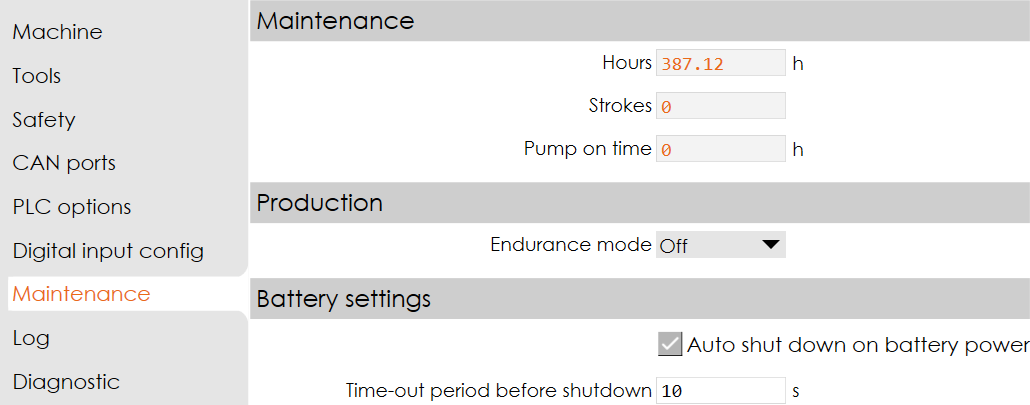 Machine
Tools
Safety
CAN ports
PLC options
Digital input config
Maintenance
Log
Diagnostic
Maintenance
Hours 387.12 h
Strokes 0
Pump on time 0 h
Production
Endurance mode Off
Battery settings
Auto shut down on battery power
Time-out period before shutdown 10 s